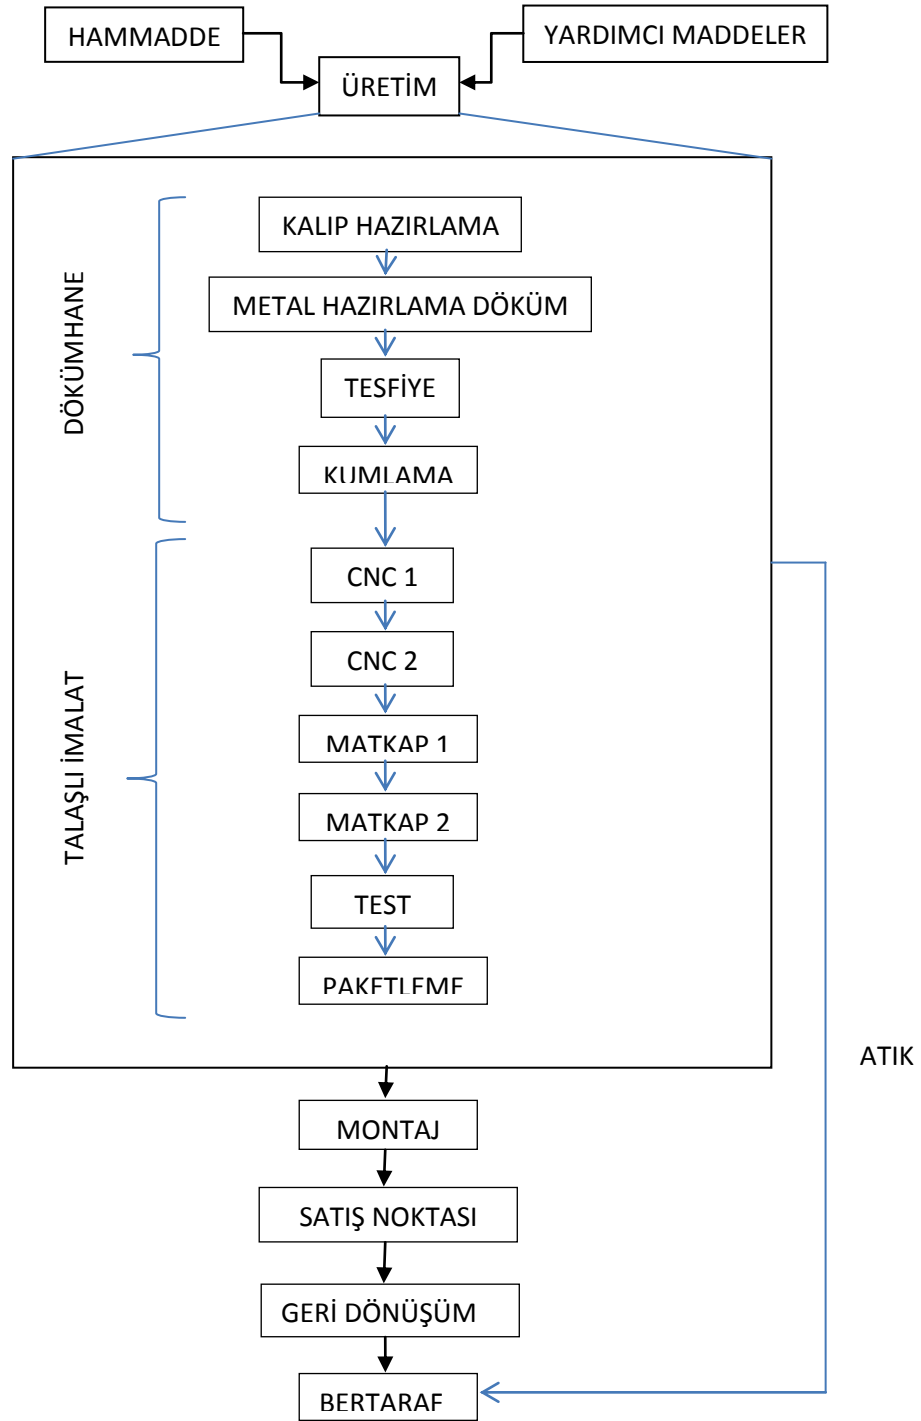 HAMMADDE
YARDIMCI MADDELER
ÜRETİM
DÖKÜMHANE
KALIP HAZIRLAMA
METAL HAZIRLAMA DÖKÜM
TESFİYE
KUMLAMA
TALAŞLI İMALAT
CNC 1
CNC 2
MATKAP 1
MATKAP 2
TEST
PAKETLEME
ATIK
MONTAJ
SATIŞ NOKTASI
GERİ DÖNÜŞÜM
BERTARAF